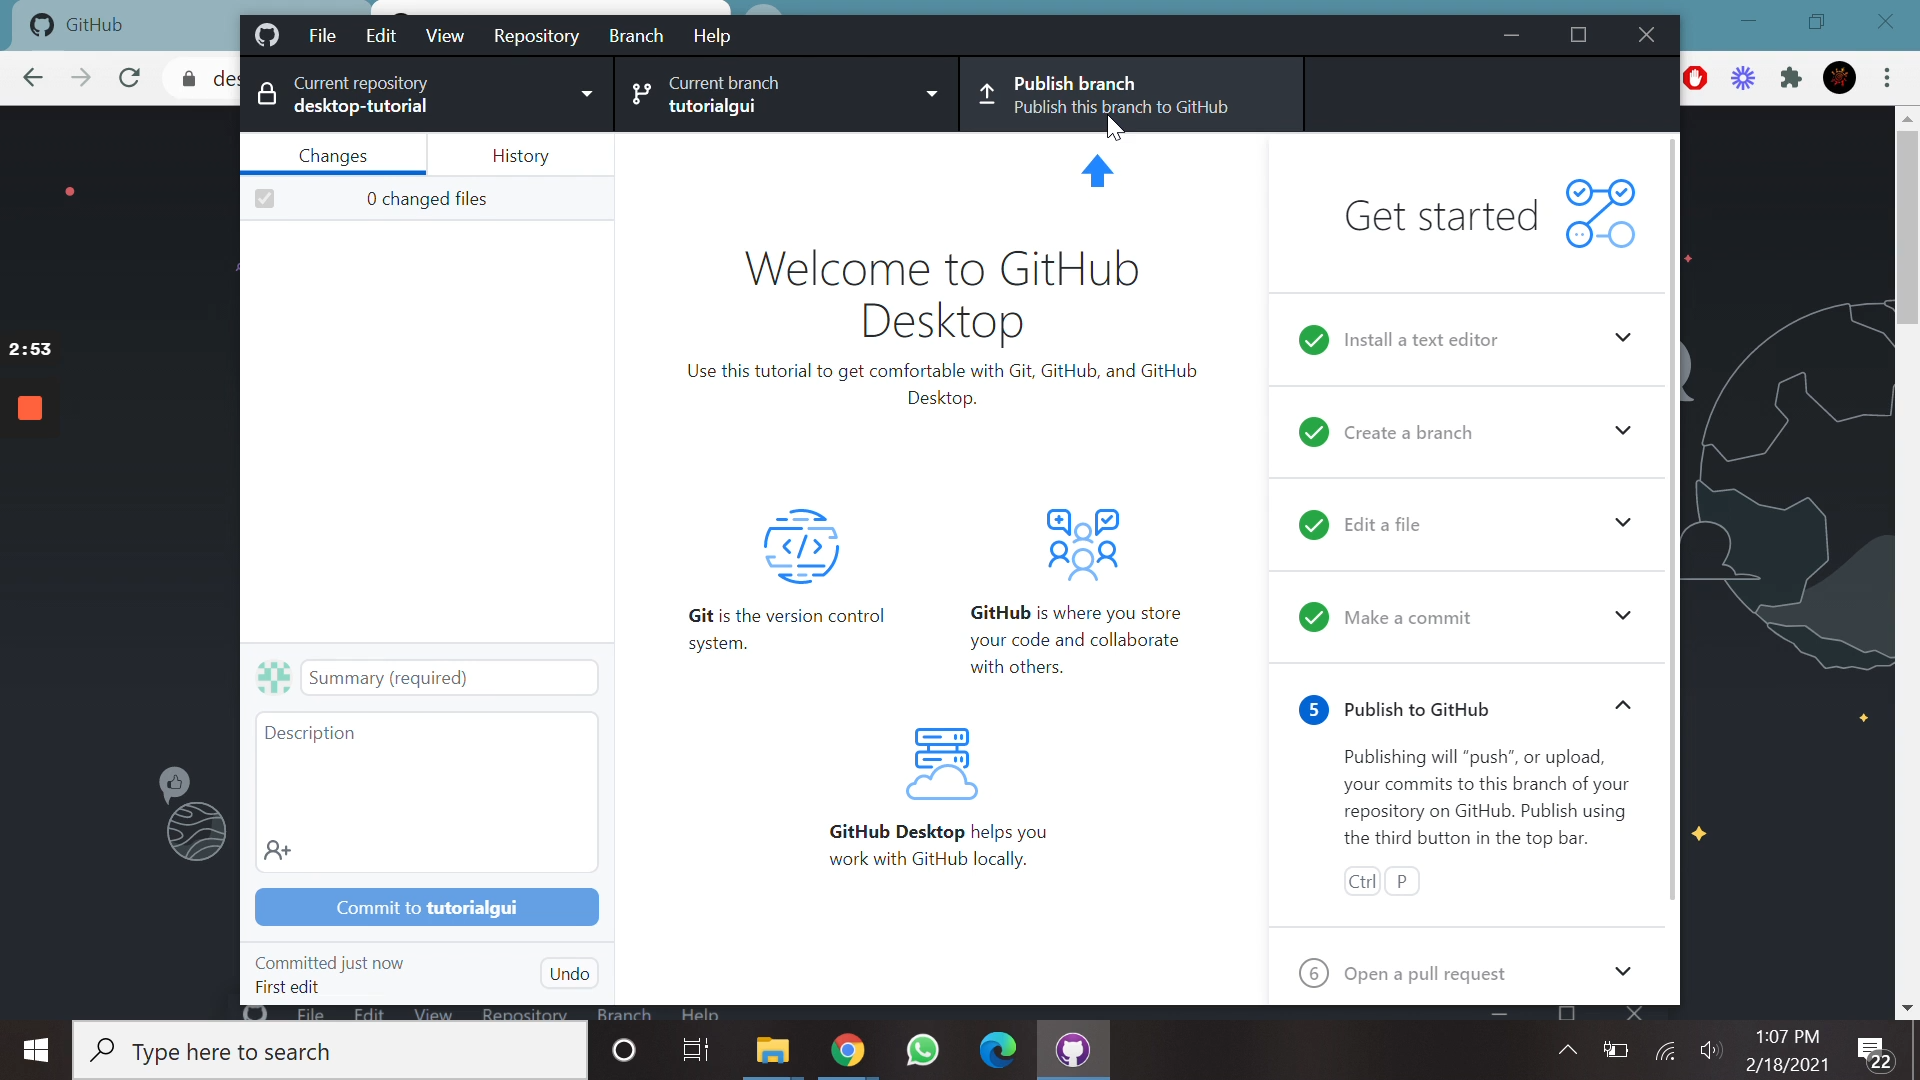 GitHub
des
File Edit View Repository Branch Help
Current repository
desktop-tutorial
Current branch
tutorialgui
Publish branch
Publish this branch to GitHub
Changes
History
0 changed files
2:53
Welcome to GitHub
Desktop
Use this tutorial to get comfortable with Git, GitHub, and GitHub
Desktop.
Git is the version control
system.
GitHub is where you store
your code and collaborate
with others.
GitHub Desktop helps you
work with GitHub locally.
Get started
Install a text editor
Create a branch
Edit a file
Make a commit
5 Publish to GitHub
Publishing will “push”, or upload,
your commits to this branch of your
repository on GitHub. Publish using
the third button in the top bar.
Ctrl P
6 Open a pull request
Summary (required)
Description
Commit to tutorialgui
Committed just now
First edit
Undo
File Edit View Repository Branch Help
Type here to search
1:07 PM
2/18/2021
22